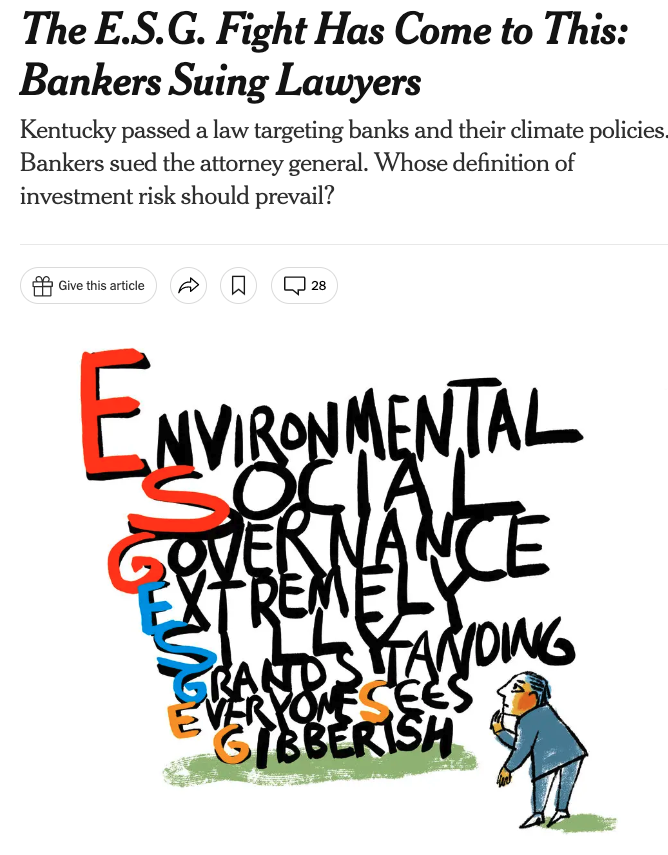 The E.S.G. Fight Has Come to This:
Bankers Suing Lawyers
Kentucky passed a law targeting banks and their climate policies.
Bankers sued the attorney general. Whose definition of
investment risk should prevail?
Give this article
28
ENVIRONMENTAL
SOCIAL
GOVERNANCE
EXTREMELY
SILLY
GRANDSTANDING
EVERYONE SEES
GIBBERISH